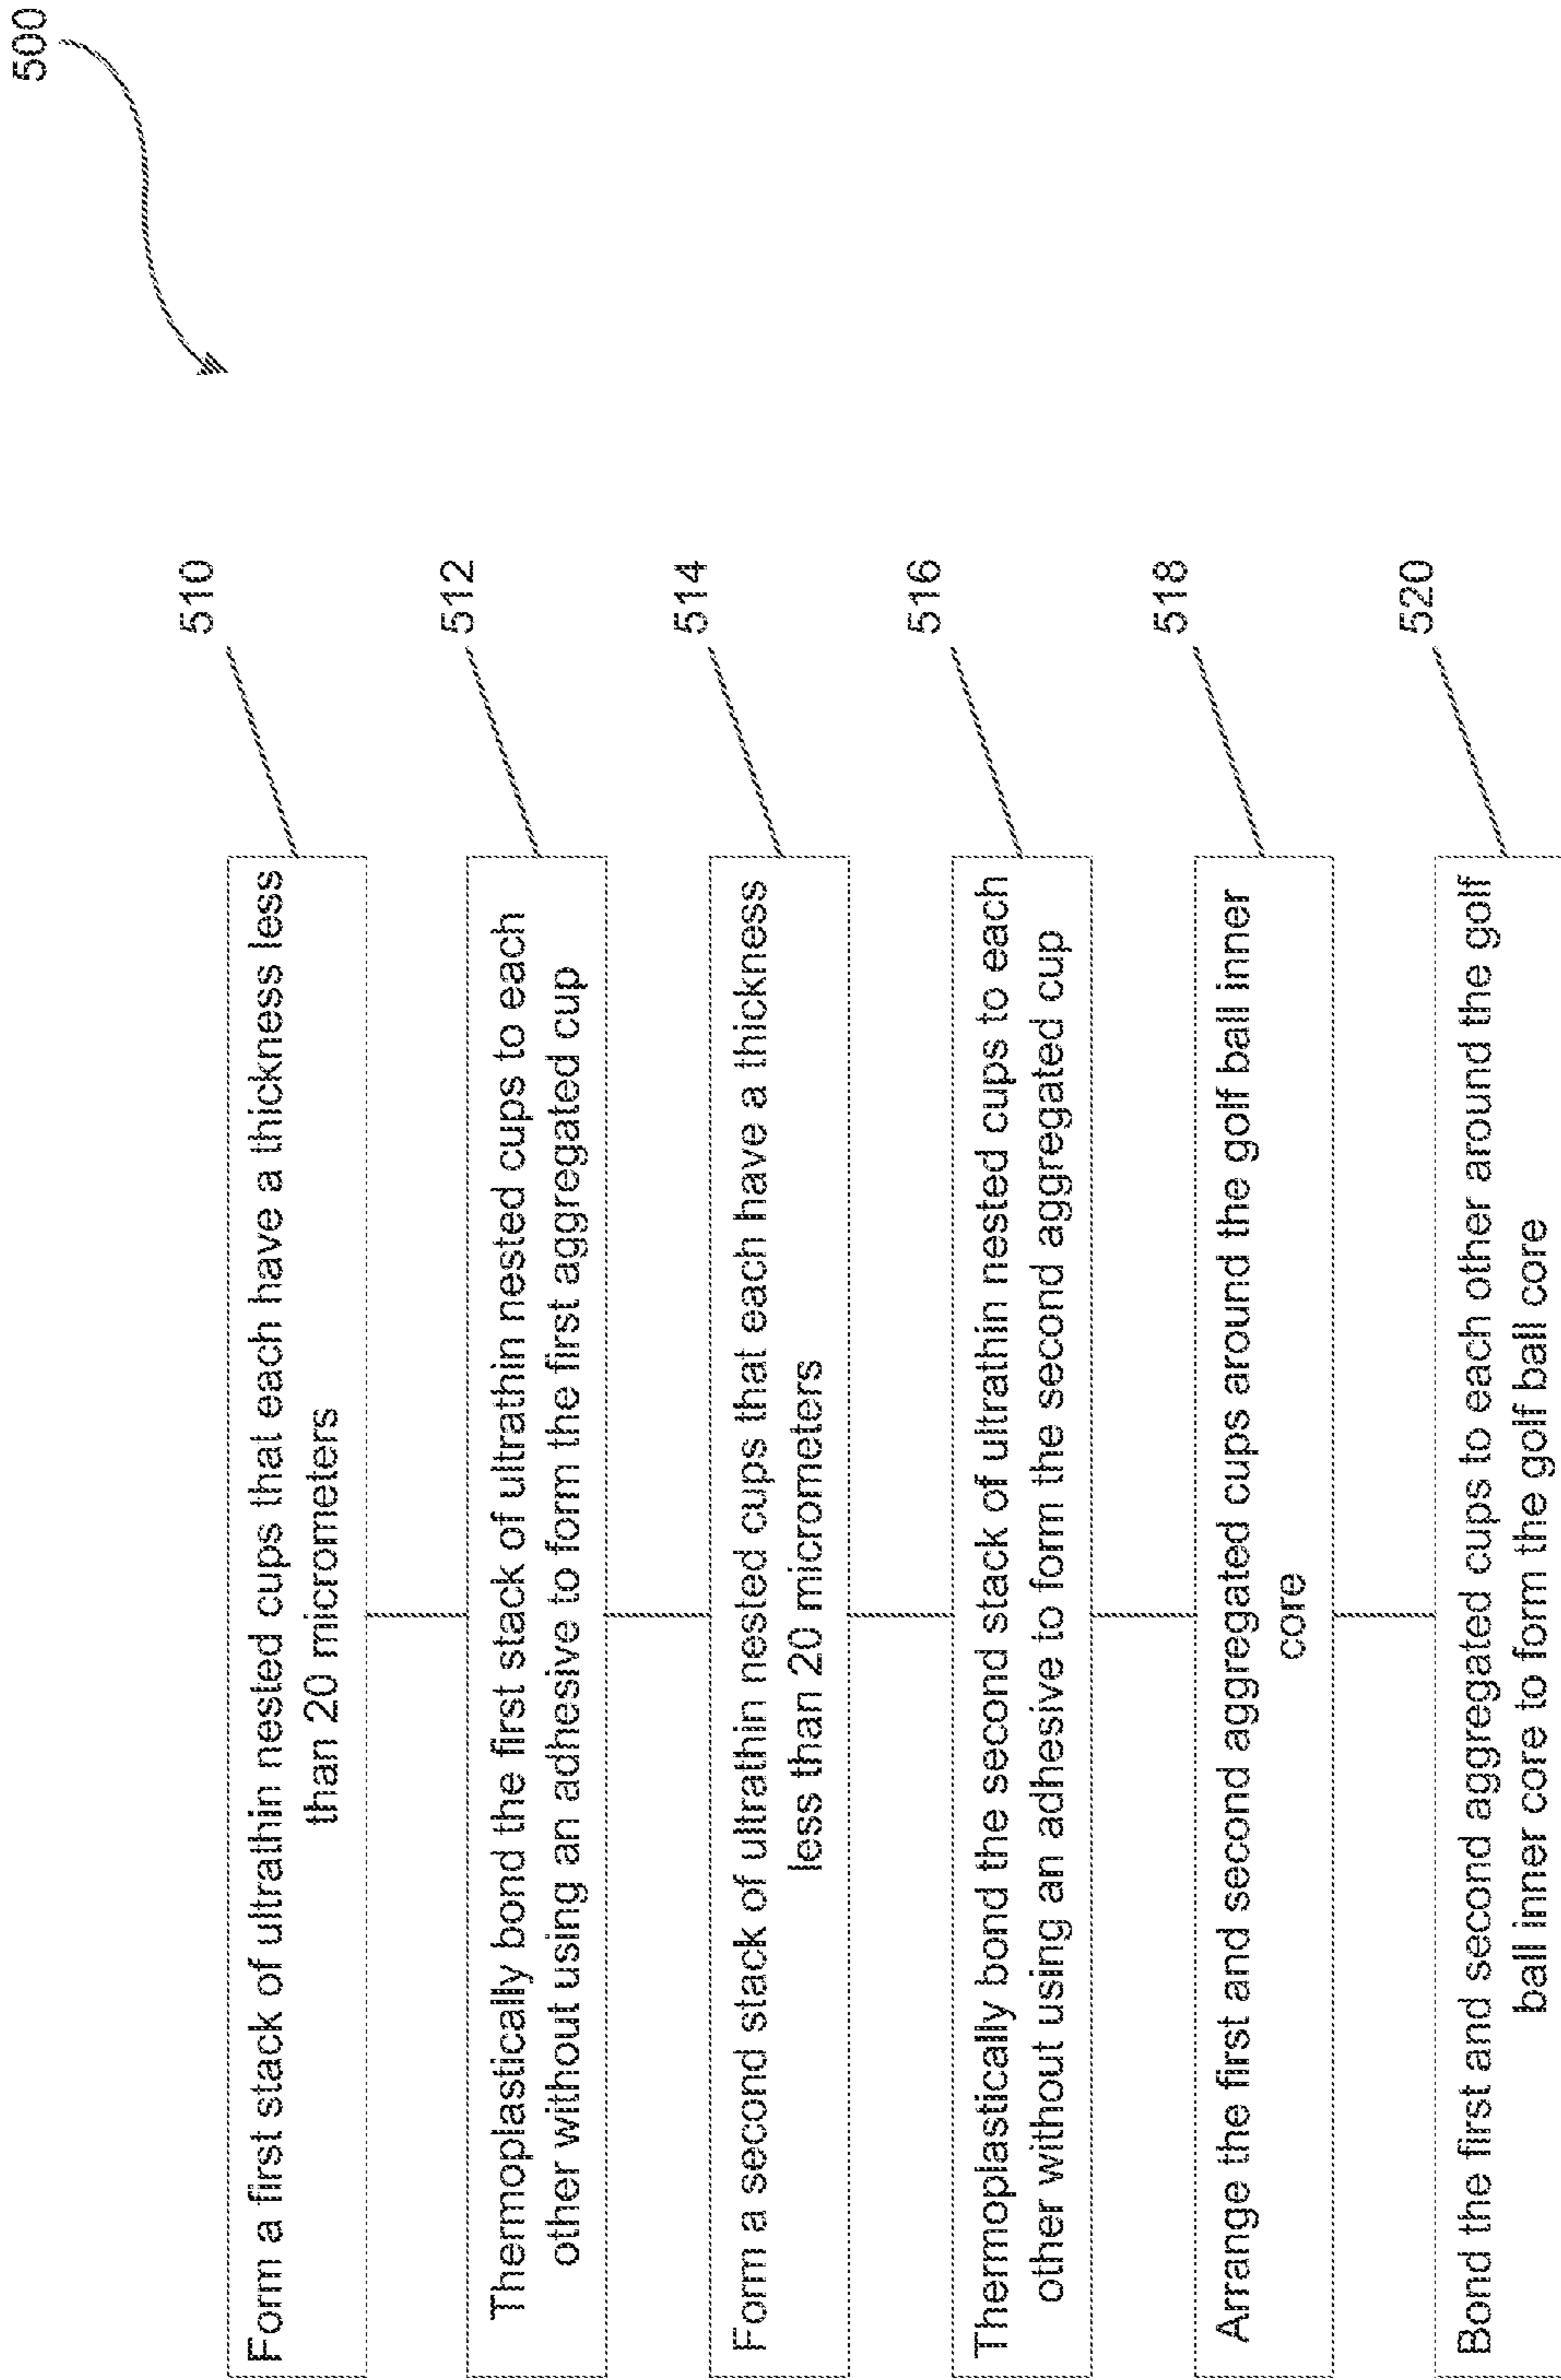 500
510
Form a first stack of ultrathin nested cups that each have a thickness less
than 20 micrometers
512
Thermoplastically bond the first stack of ultrathin nested cups to each
other without using an adhesive to form the first aggregated cup
514
Form a second stack of ultrathin nested cups that each have a thickness
less than 20 micrometers
516
Thermoplastically bond the second stack of ultrathin nested cups to each
other without using an adhesive to form the second aggregated cup
518
Arrange the first and second aggregated cups around the golf ball inner
core
520
Bond the first and second aggregated cups to each other around the golf
ball inner core to form the golf ball core